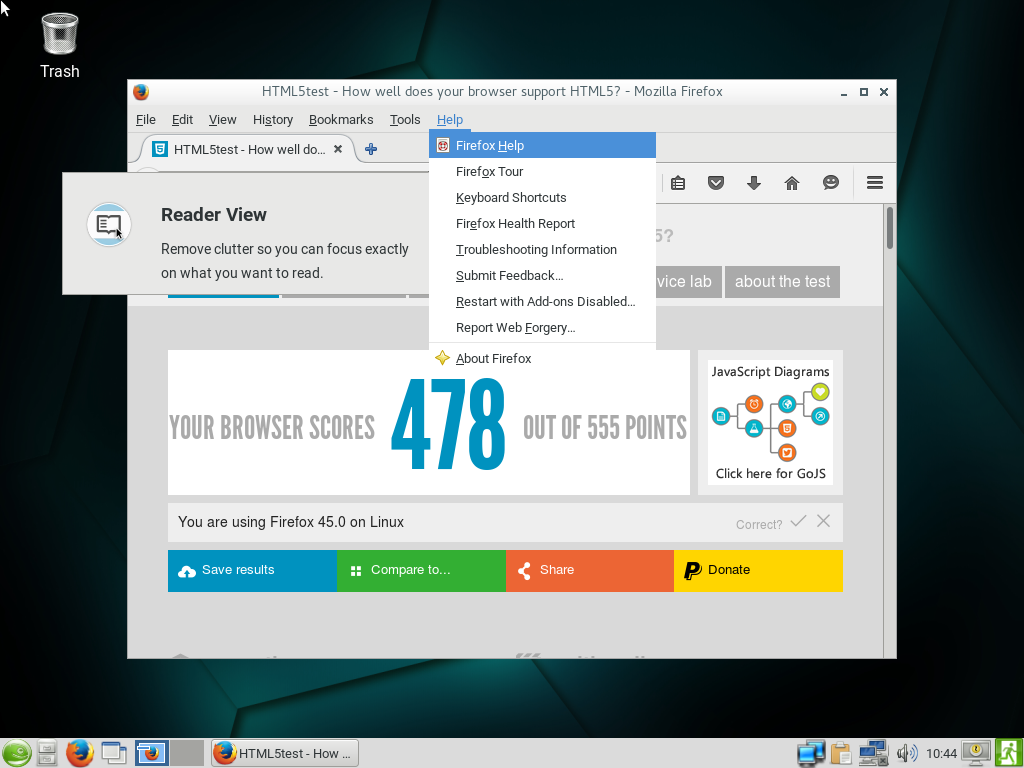 Trash
HTML5test - How well does your browser support HTML5? - Mozilla Firefox
File Edit View History Bookmarks Tools Help
HTML5test - How well do...
Firefox Help
Firefox Tour
Keyboard Shortcuts
Firefox Health Report
Troubleshooting Information
Submit Feedback...
Restart with Add-ons Disabled...
Report Web Forgery...
About Firefox
Reader View
Remove clutter so you can focus exactly
on what you want to read.
5?
vice lab about the test
YOUR BROWSER SCORES 478 OUT OF 555 POINTS
JavaScript Diagrams
Click here for GoJS
You are using Firefox 45.0 on Linux Correct?
Save results Compare to... Share Donate
HTML5test - How ... 10:44